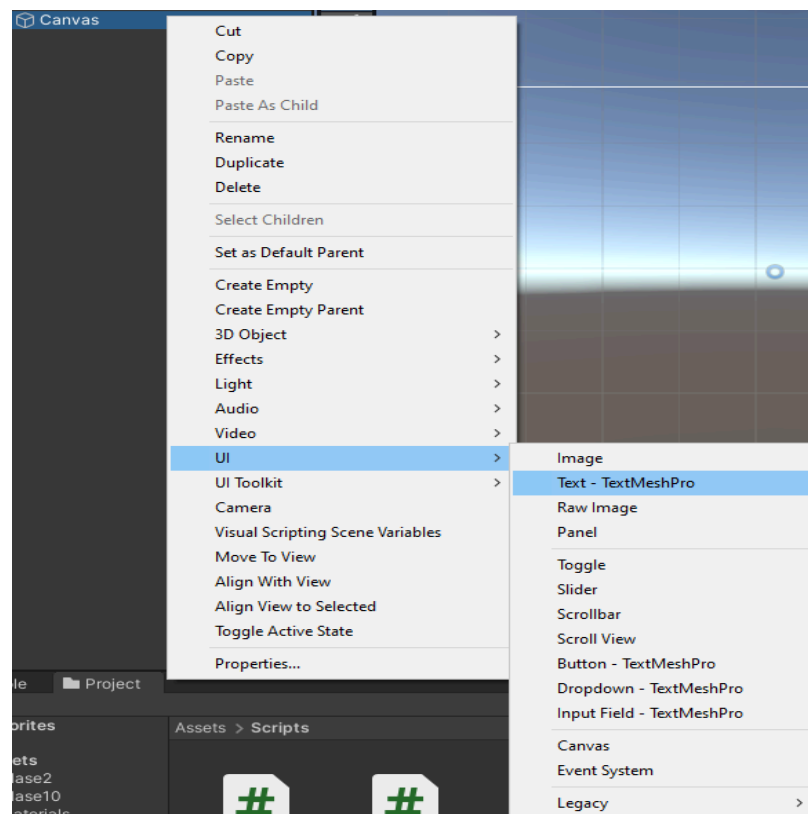 Canvas
Cut
Copy
Paste
Paste As Child
Rename
Duplicate
Delete
Select Children
Set as Default Parent
Create Empty
Create Empty Parent
3D Object
Effects
Light
Audio
Video
UI
UI Toolkit
Camera
Visual Scripting Scene Variables
Move To View
Align With View
Align View to Selected
Toggle Active State
Properties...
Image
Text - TextMeshPro
Raw Image
Panel
Toggle
Slider
Scrollbar
Scroll View
Button - TextMeshPro
Dropdown - TextMeshPro
Input Field - TextMeshPro
Canvas
Event System
Legacy
Project
Assets > Scripts
# #